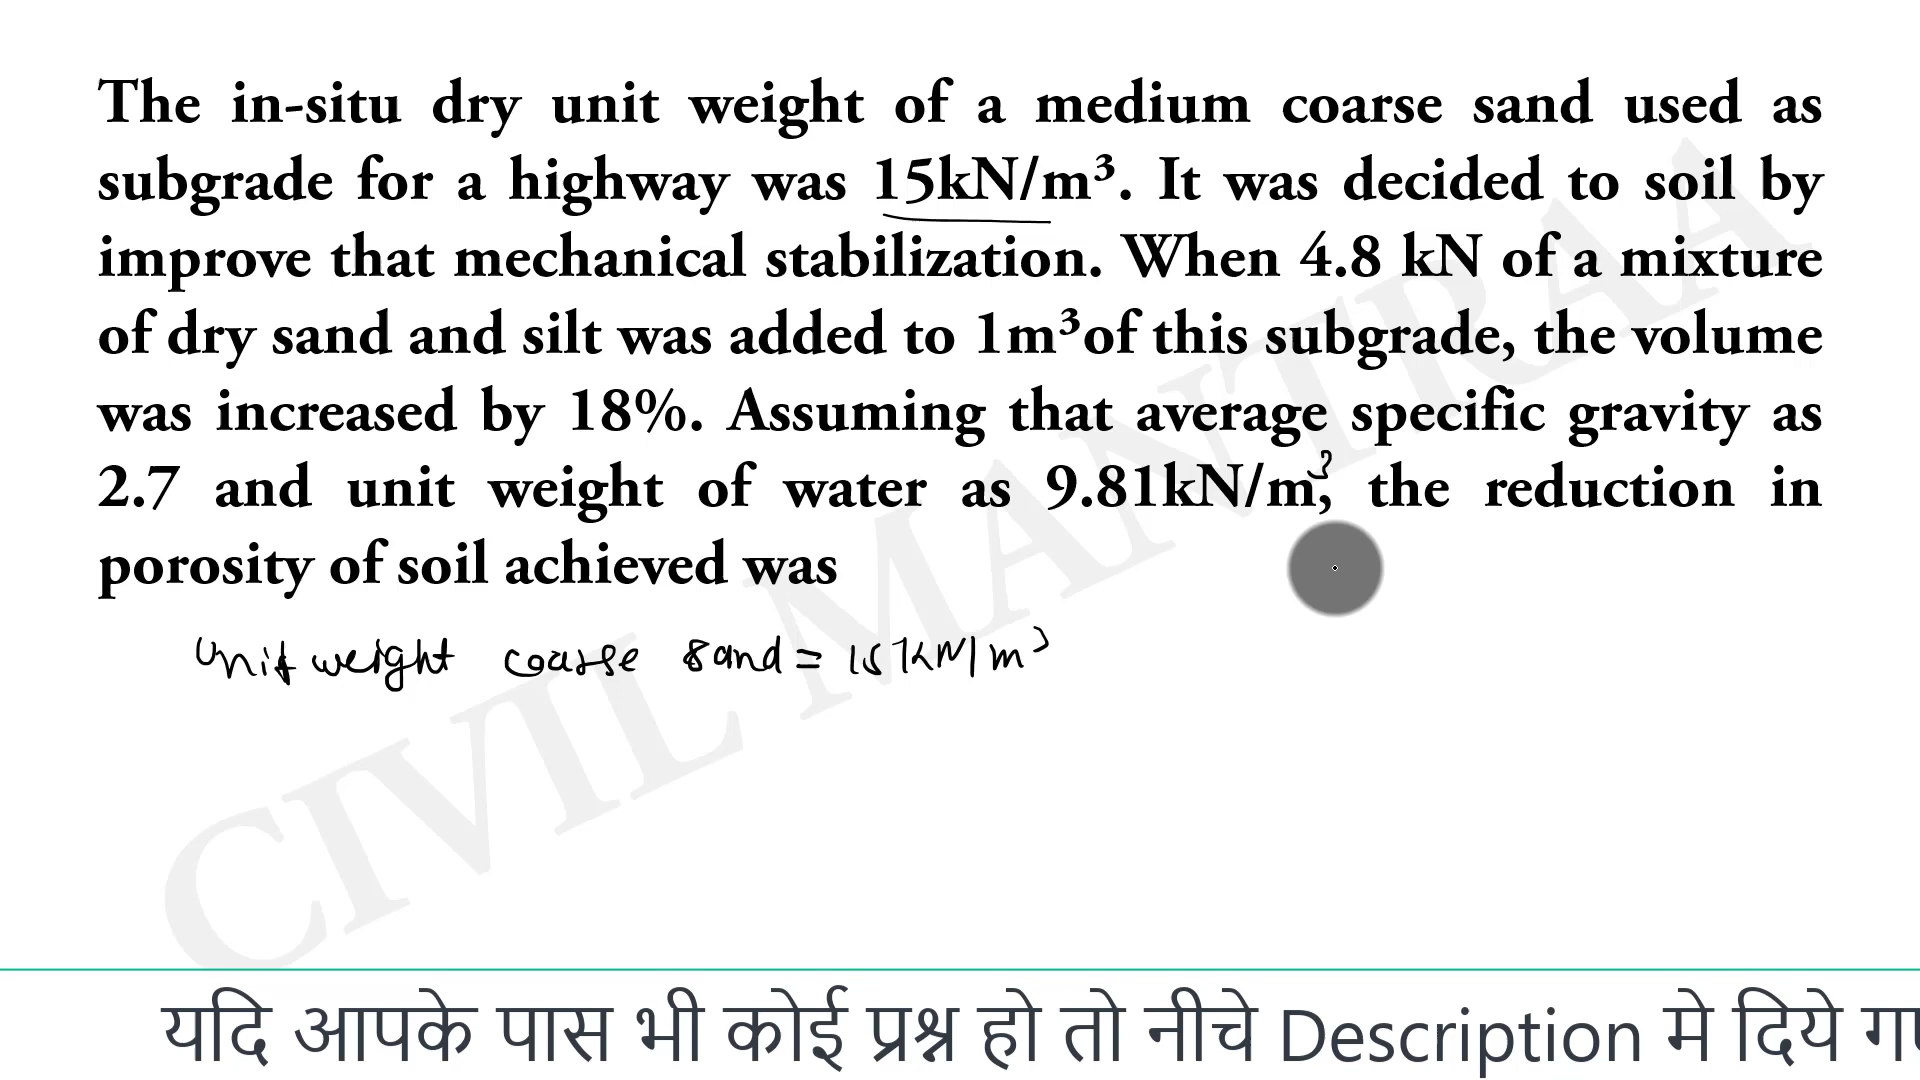 The in-situ dry unit weight of a medium coarse sand used as
subgrade for a highway was 15kN/m³. It was decided to soil by
improve that mechanical stabilization. When 4.8 kN of a mixture
of dry sand and silt was added to 1m³of this subgrade, the volume
was increased by 18%. Assuming that average specific gravity as
2.7 and unit weight of water as 9.81kN/m³, the reduction in
porosity of soil achieved was
Unit weight coarse sand = 15 kN/m³
CIVIL MANTRAA
यदि आपके पास भी कोई प्रश्न हो तो नीचे Description मे दिये